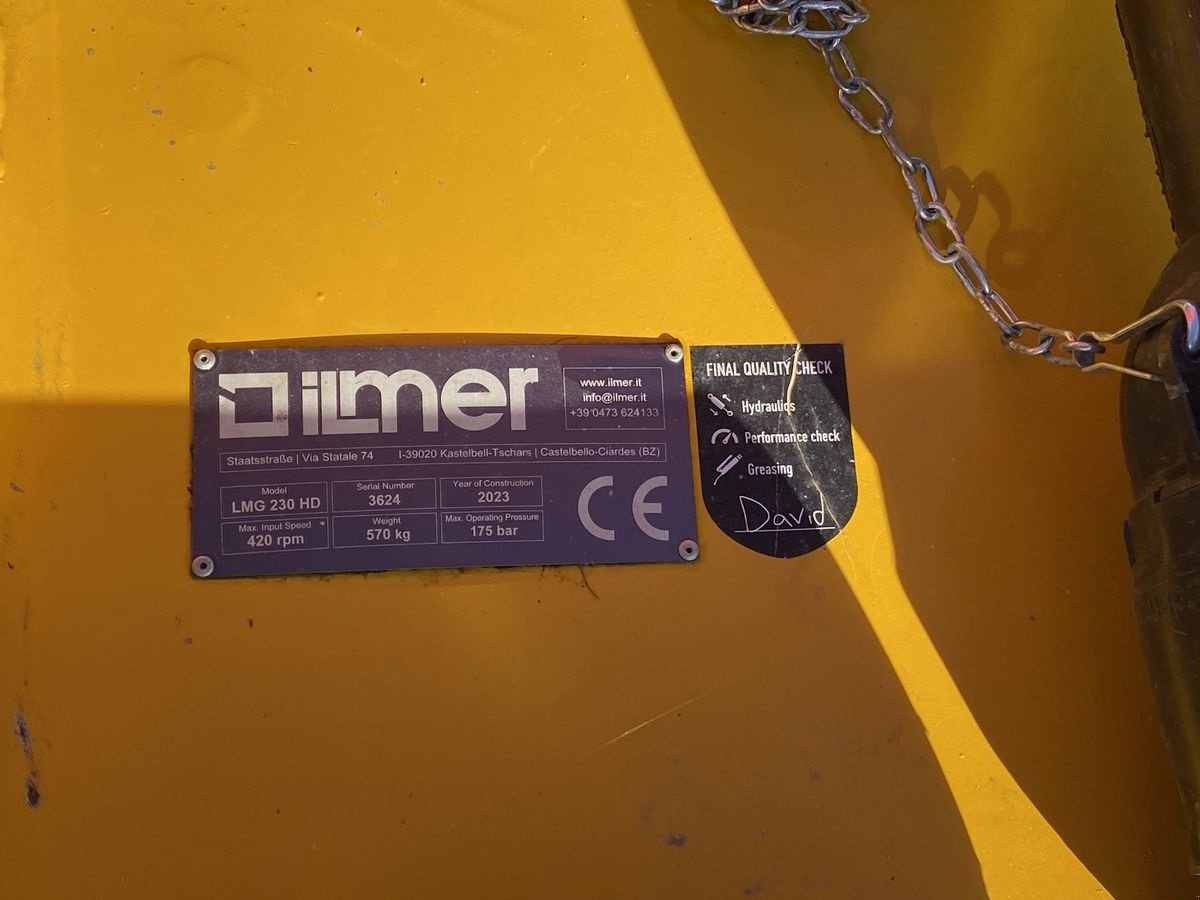 iLmer
www.ilmer.it
info@ilmer.it
+39 0473 624133
Staatsstraße | Via Statale 74 I-39020 Kastelbell-Tschars | Castelbello-Ciardes (BZ)
Model
LMG 230 HD
Serial Number
3624
Year of Construction
2023
Max. Input Speed
420 rpm
Weight
570 kg
Max. Operating Pressure
175 bar
CE
FINAL QUALITY CHECK
Hydraulics
Performance check
Greasing
David